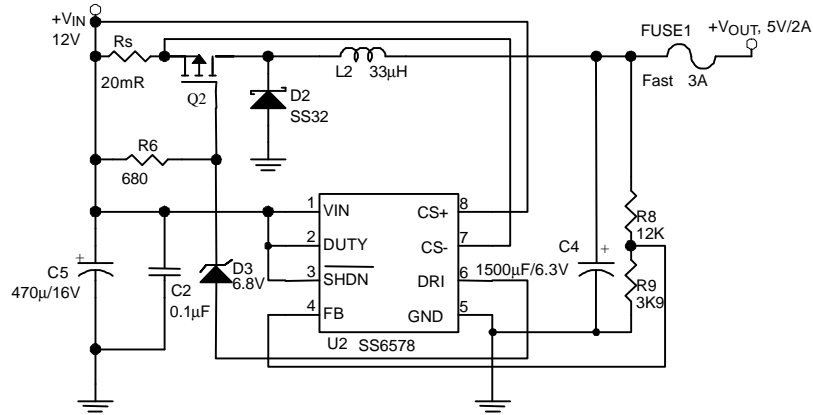 +VIN
12V
Rs
20mR
Q2
D2
SS32
L2 33µH
FUSE1
Fast 3A
+VOUT, 5V/2A
R6
680
C5
470µ/16V
C2
0.1µF
D3
6.8V
1 VIN
2 DUTY
3 SHDN
4 FB
CS+ 8
CS- 7
DRI 6
GND 5
U2 SS6578
C4
+
1500µF/6.3V
R8
12K
R9
3K9
+